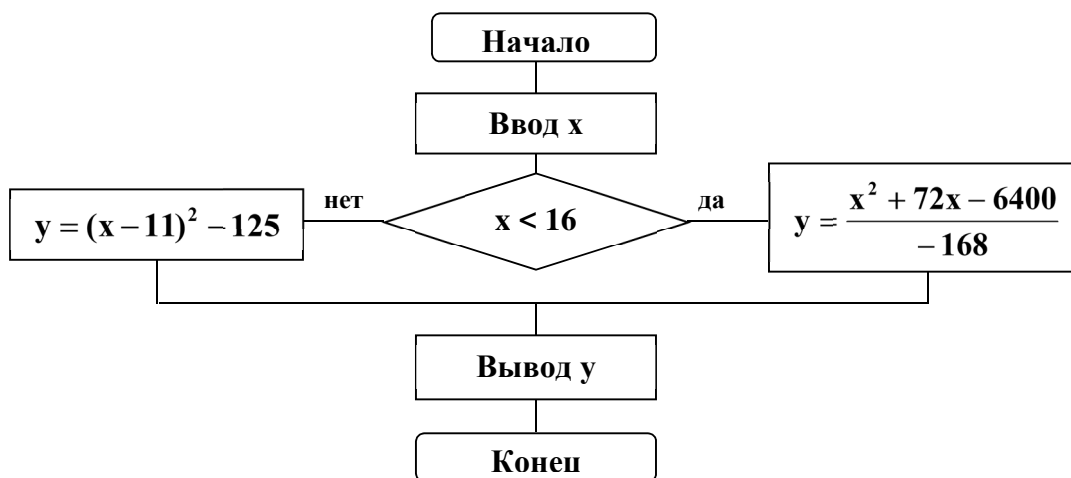 Начало
Ввод x
нет
x < 16
да
y = (x − 11)² − 125
y = (x² + 72x − 6400) / (− 168)
Вывод y
Конец